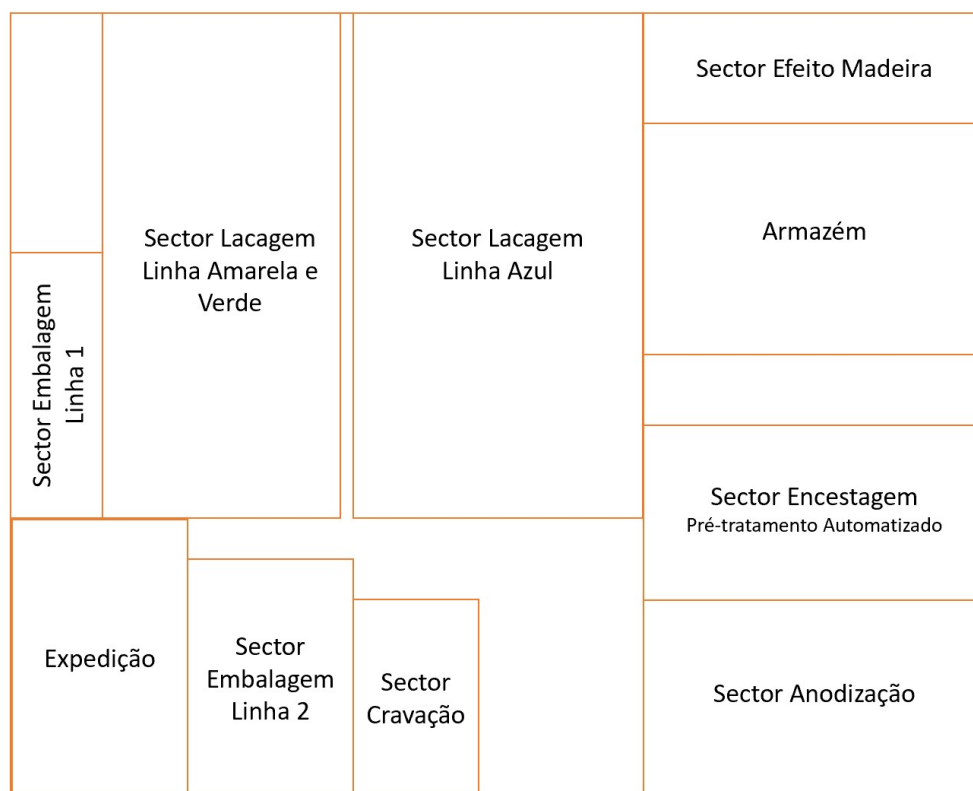 Sector Efeito Madeira
Armazém
Sector Lacagem
Linha Amarela e
Verde
Sector Lacagem
Linha Azul
Sector Embalagem
Linha 1
Sector Encestagem
Pré-tratamento Automatizado
Expedição
Sector
Embalagem
Linha 2
Sector
Cravação
Sector Anodização